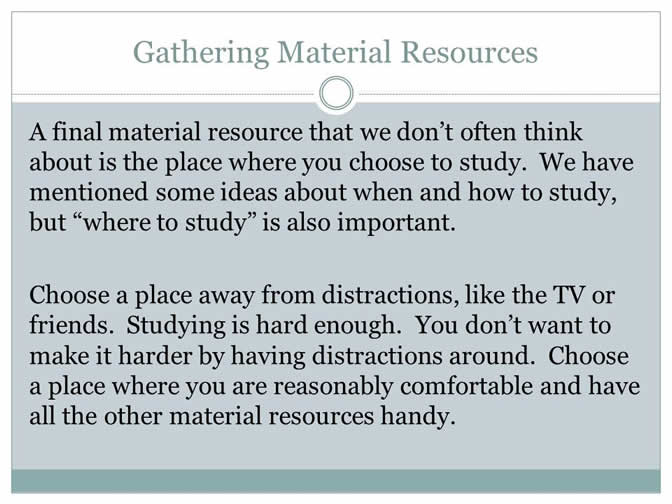 Gathering Material Resources
A final material resource that we don’t often think
about is the place where you choose to study.  We have
mentioned some ideas about when and how to study,
but “where to study” is also important.
Choose a place away from distractions, like the TV or
friends.  Studying is hard enough.  You don’t want to
make it harder by having distractions around.  Choose
a place where you are reasonably comfortable and have
all the other material resources handy.